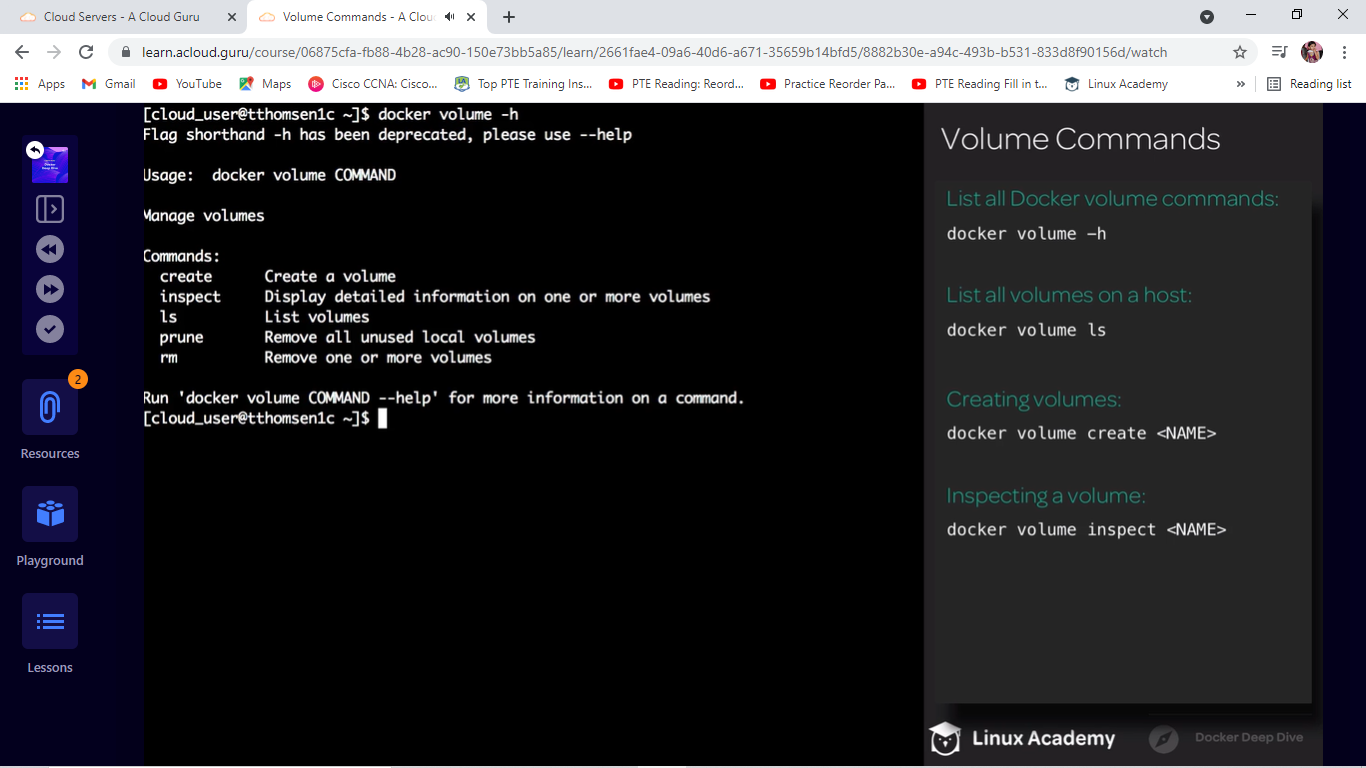 Cloud Servers - A Cloud Guru
Volume Commands - A Clou
learn.acloud.guru/course/06875cfa-fb88-4b28-ac90-150e73bb5a85/learn/2661fae4-09a6-40d6-a671-35659b14bfd5/8882b30e-a94c-493b-b531-833d8f90156d/watch
Apps Gmail YouTube Maps Cisco CCNA: Cisco... Top PTE Training Ins... PTE Reading: Reord... Practice Reorder Pa... PTE Reading Fill in t... Linux Academy » Reading list
[cloud_user@tthomsen1c ~]$ docker volume -h
Flag shorthand -h has been deprecated, please use --help
Usage:  docker volume COMMAND
Manage volumes
Commands:
  create      Create a volume
  inspect     Display detailed information on one or more volumes
  ls          List volumes
  prune       Remove all unused local volumes
  rm          Remove one or more volumes
Run 'docker volume COMMAND --help' for more information on a command.
[cloud_user@tthomsen1c ~]$
2
Resources
Playground
Lessons
Volume Commands
List all Docker volume commands:
docker volume -h
List all volumes on a host:
docker volume ls
Creating volumes:
docker volume create <NAME>
Inspecting a volume:
docker volume inspect <NAME>
Linux Academy
Docker Deep Dive